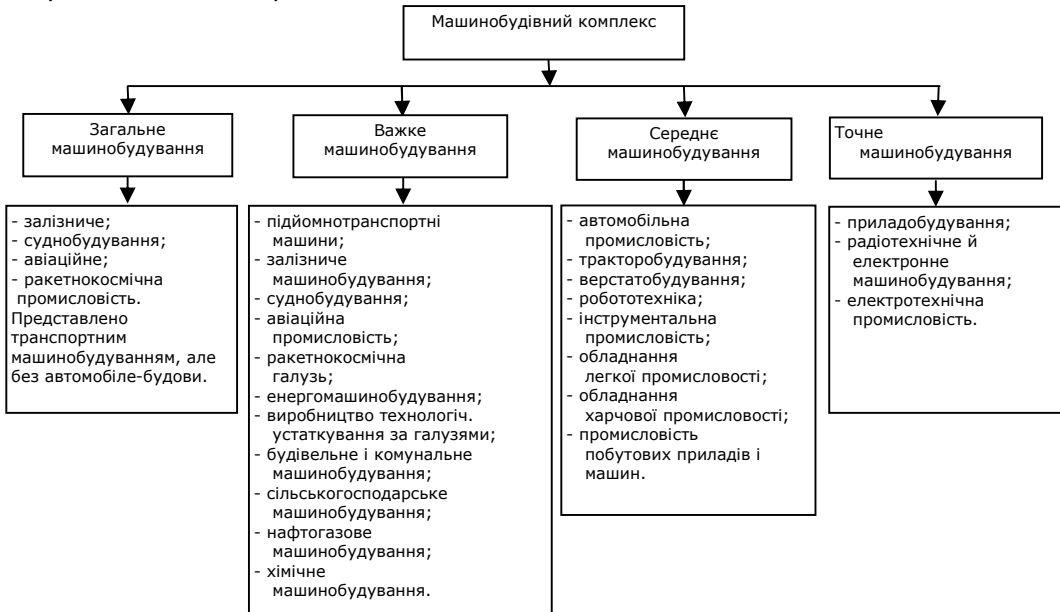 Машинобудівний комплекс
Загальне
машинобудування
Важке
машинобудування
Середнє
машинобудування
Точне
машинобудування
- залізничe;
- суднобудування;
- авіаційне;
- ракетнокосмічна
промисловість.
Представлено
транспортним
машинобудуванням, але
без автомобіле-будови.
- підйомнотранспортні
машини;
- залізничe
машинобудування;
- суднобудування;
- авіаційна
промисловість;
- ракетнокосмічна
галузь;
- енергомашинобудування;
- виробництво технологіч.
устаткування за галузями;
- будівельне і комунальне
машинобудування;
- сільськогосподарське
машинобудування;
- нафтогазове
машинобудування;
- хімічне
машинобудування.
- автомобільна
промисловість;
- тракторобудування;
- верстатобудування;
- робототехніка;
- інструментальна
промисловість;
- обладнання
легкої промисловості;
- обладнання
харчової промисловості;
- промисловість
побутових приладів і
машин.
- приладобудування;
- радіотехнічне й
електронне
машинобудування;
- електротехнічна
промисловість.